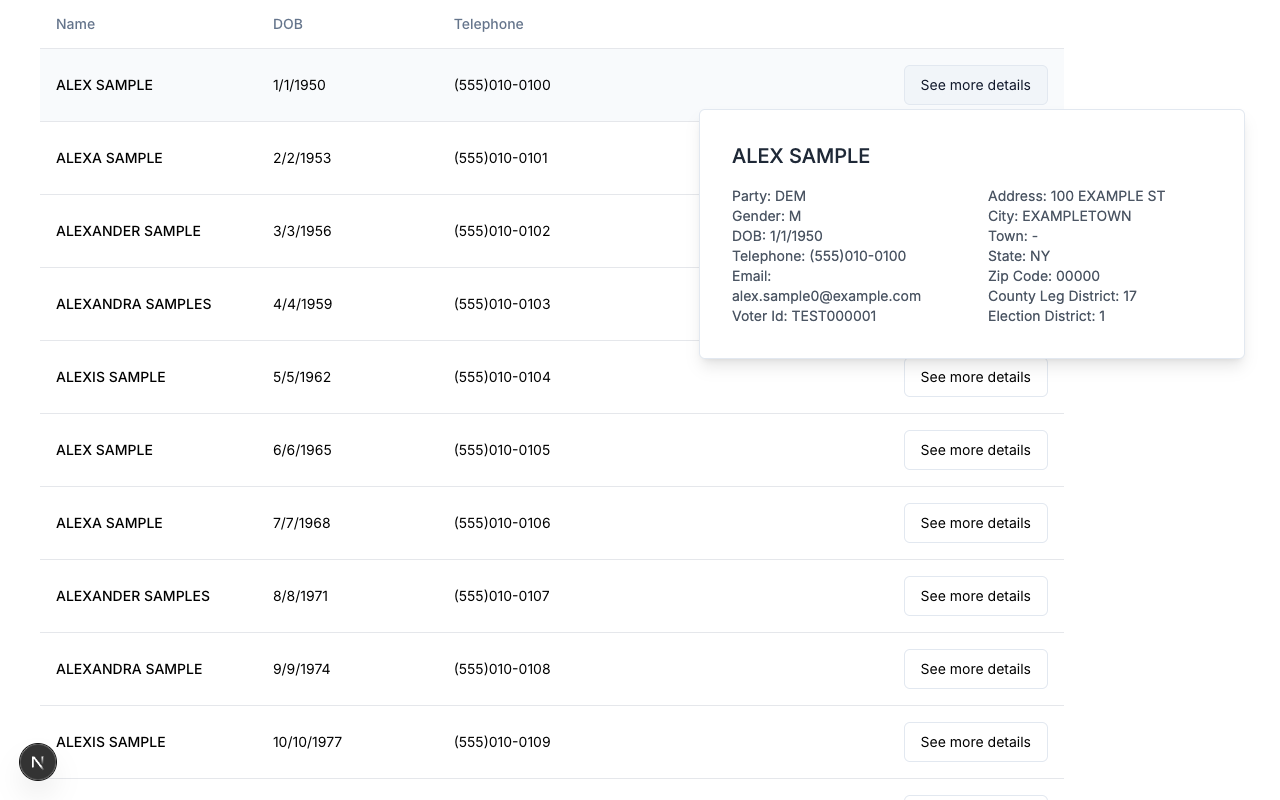 Name DOB Telephone
ALEX SAMPLE 1/1/1950 (555)010-0100 See more details
ALEXA SAMPLE 2/2/1953 (555)010-0101
ALEXANDER SAMPLE 3/3/1956 (555)010-0102
ALEXANDRA SAMPLES 4/4/1959 (555)010-0103
ALEX SAMPLE
Party: DEM
Gender: M
DOB: 1/1/1950
Telephone: (555)010-0100
Email:
alex.sample0@example.com
Voter Id: TEST000001
Address: 100 EXAMPLE ST
City: EXAMPLETOWN
Town: -
State: NY
Zip Code: 00000
County Leg District: 17
Election District: 1
ALEXIS SAMPLE 5/5/1962 (555)010-0104 See more details
ALEX SAMPLE 6/6/1965 (555)010-0105 See more details
ALEXA SAMPLE 7/7/1968 (555)010-0106 See more details
ALEXANDER SAMPLES 8/8/1971 (555)010-0107 See more details
ALEXANDRA SAMPLE 9/9/1974 (555)010-0108 See more details
ALEXIS SAMPLE 10/10/1977 (555)010-0109 See more details
N